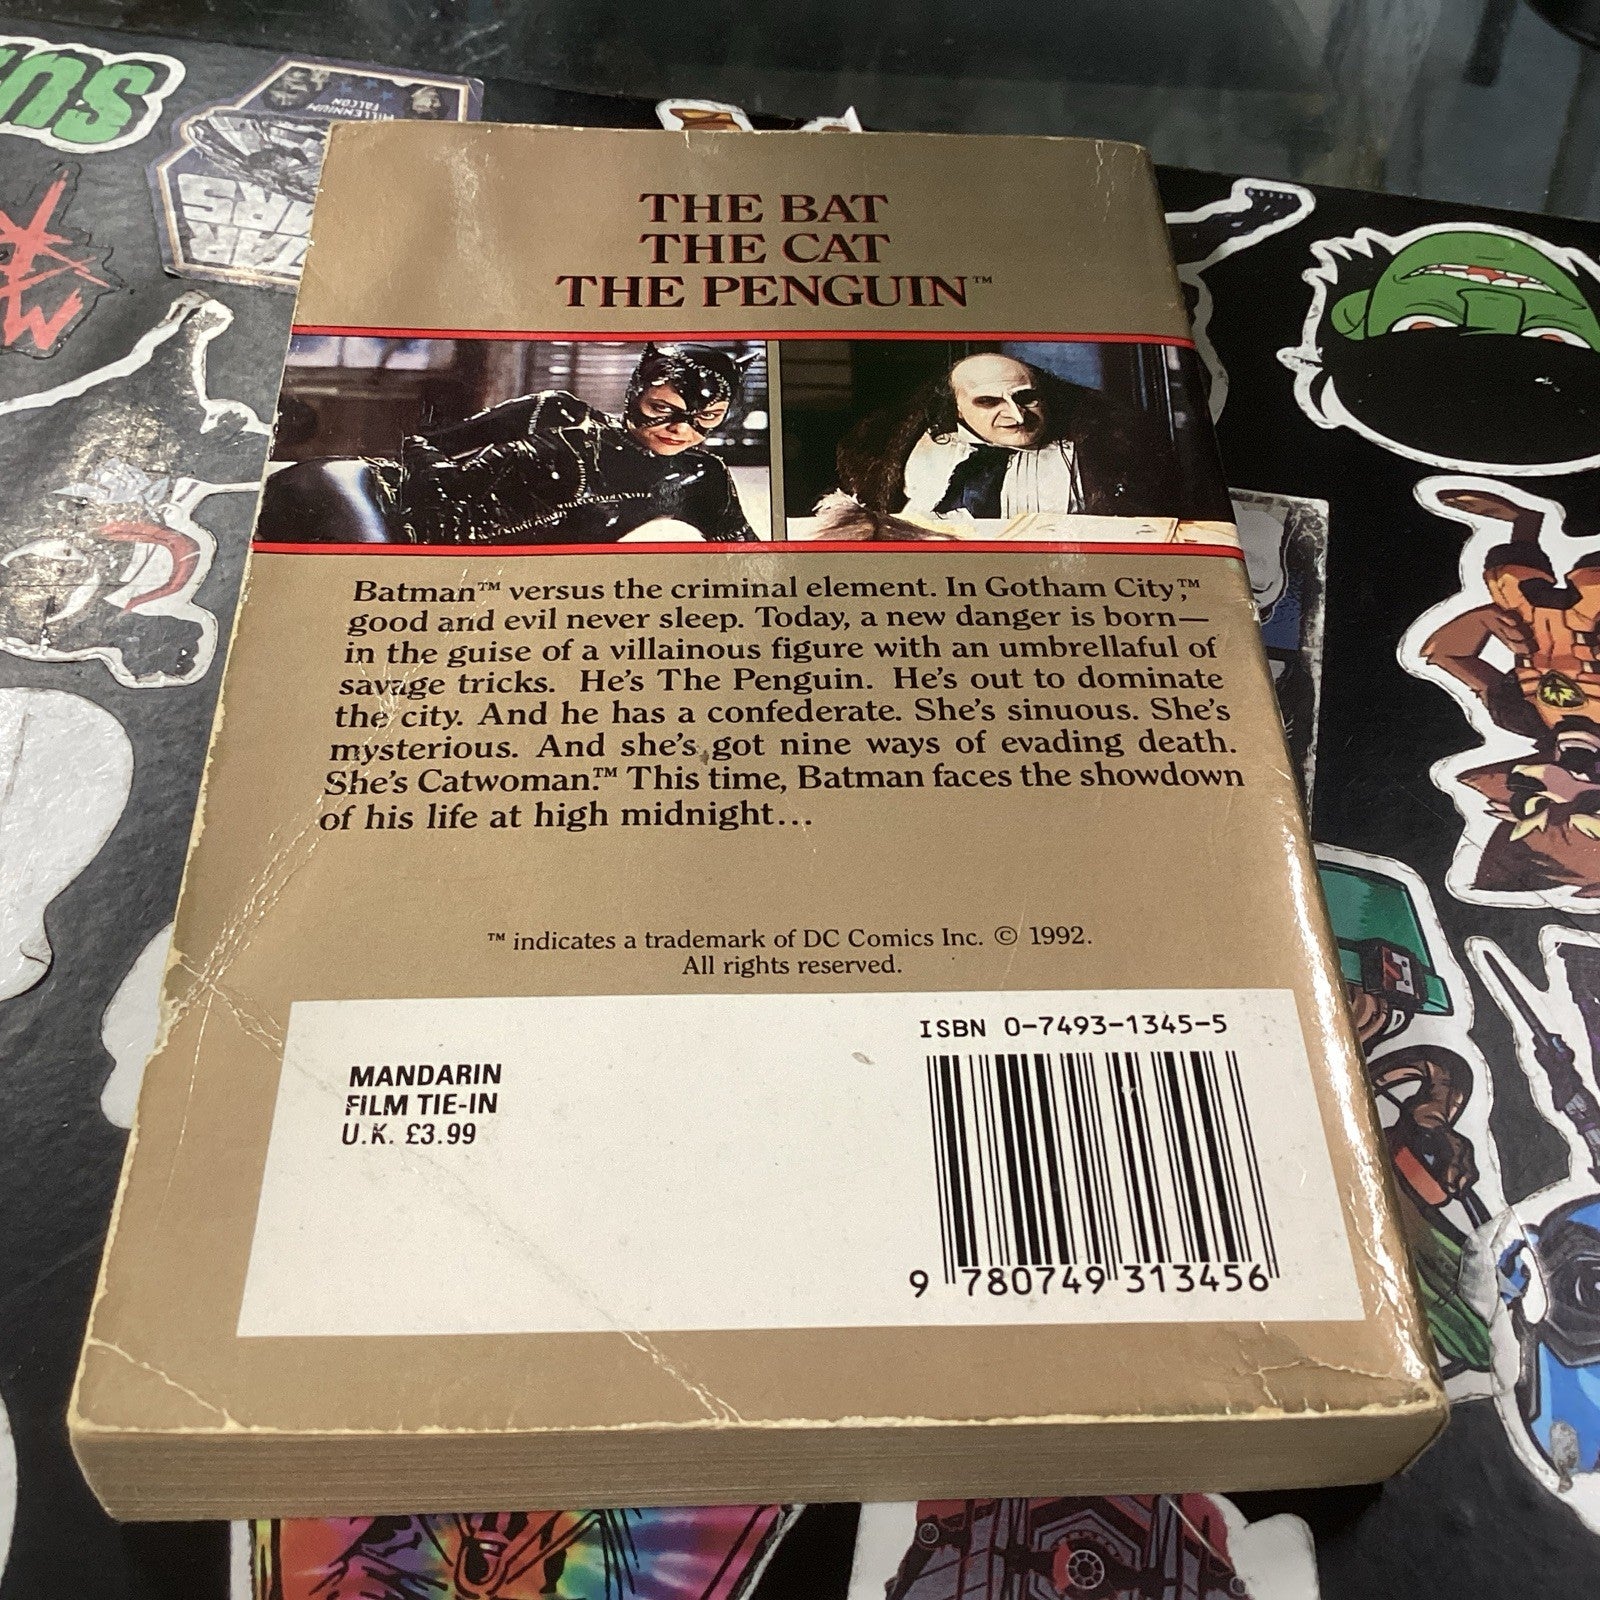 SUR
MILLENNIUM
FALCON
STAR
WARS
THE BAT
THE CAT
THE PENGUIN™
Batman™ versus the criminal element. In Gotham City,™
good and evil never sleep. Today, a new danger is born—
in the guise of a villainous figure with an umbrellaful of
savage tricks. He's The Penguin. He's out to dominate
the city. And he has a confederate. She's sinuous. She's
mysterious. And she's got nine ways of evading death.
She's Catwoman.™ This time, Batman faces the showdown
of his life at high midnight...
™ indicates a trademark of DC Comics Inc. © 1992.
All rights reserved.
ISBN 0-7493-1345-5
MANDARIN
FILM TIE-IN
U.K. £3.99
9 780749 313456